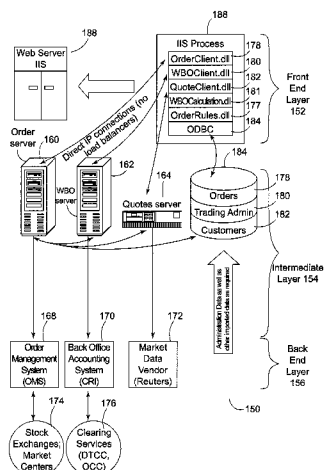 188
IIS Process
188
178
Web Server
IIS
OrderClient.dll
180
WBOClient.dll
182
QuoteClient.dll
181
WBOCalculation.dll
177
OrderRules.dll
184
ODBC
Front
End
Layer 152
Order
server
160
Direct IP connections (no
load balancers)
162
WBO
server
164
Quotes server
184
178
Orders
180
Trading Admin
182
Customers
Intermediate
Layer 154
Administration Data as well as
other imported data as required
168
170
172
Order
Management
System
(OMS)
Back Office
Accounting
System
(CRI)
Market
Data
Vendor
(Reuters)
Back
End
Layer
156
174
176
150
Stock
Exchanges;
Market
Centers
Clearing
Services
(DTCC,
OCC)